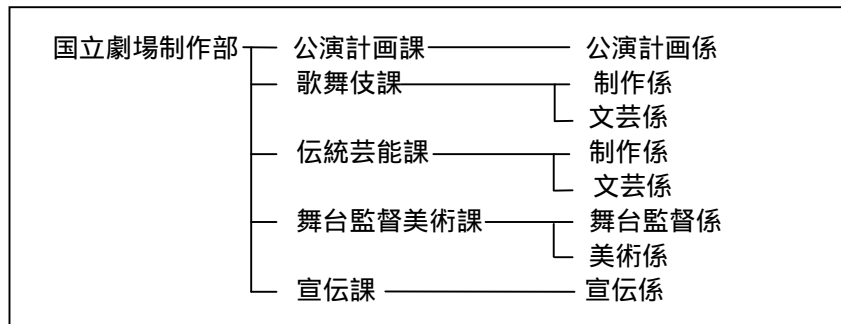 国立劇場制作部 公演計画課 公演計画係
歌舞伎課 制作係
文芸係
伝統芸能課 制作係
文芸係
舞台監督美術課 舞台監督係
美術係
宣伝課 宣伝係